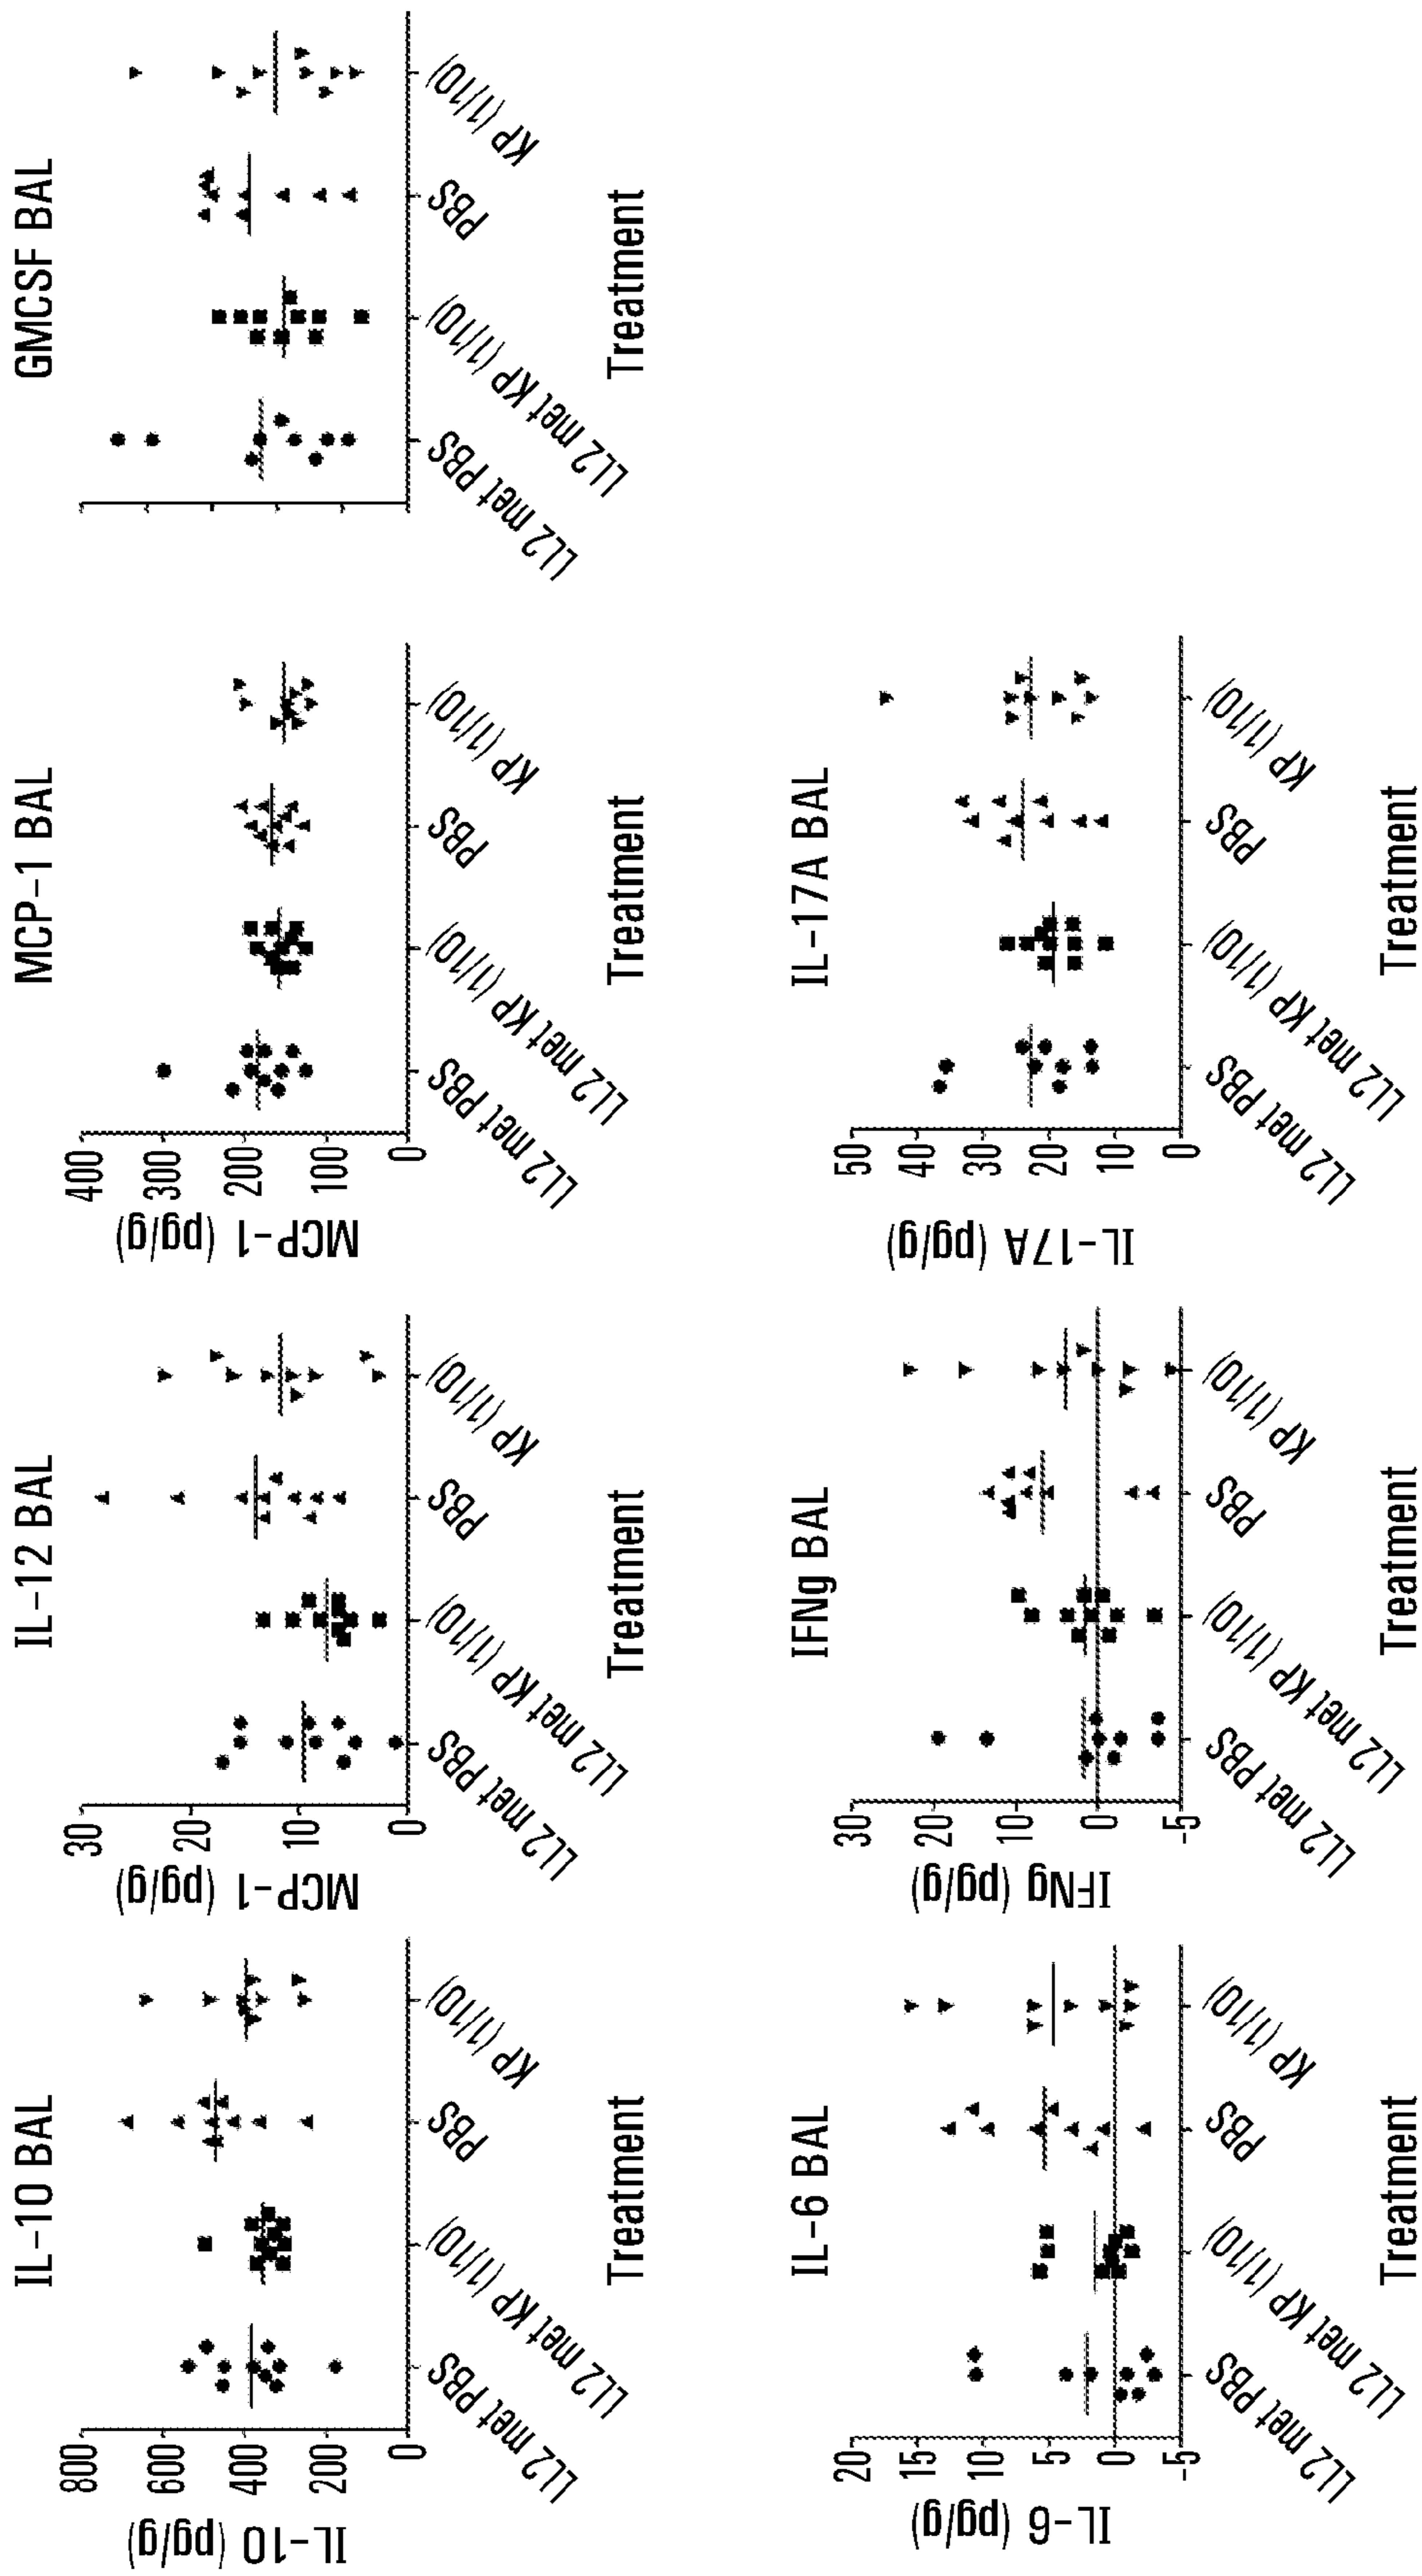 IL-10 BAL
IL-10 (pg/g)
800
600
400
200
0
LL2 met PBS
LL2 met KP (1/10)
PBS
KP (1/10)
Treatment
IL-12 BAL
MCP-1 (pg/g)
30
20
10
0
LL2 met PBS
LL2 met KP (1/10)
PBS
KP (1/10)
Treatment
MCP-1 BAL
MCP-1 (pg/g)
400
300
200
100
0
LL2 met PBS
LL2 met KP (1/10)
PBS
KP (1/10)
Treatment
GMCSF BAL
LL2 met PBS
LL2 met KP (1/10)
PBS
KP (1/10)
Treatment
IL-6 BAL
IL-6 (pg/g)
20
15
10
5
0
-5
LL2 met PBS
LL2 met KP (1/10)
PBS
KP (1/10)
Treatment
IFNg BAL
IFNg (pg/g)
30
20
10
0
-5
LL2 met PBS
LL2 met KP (1/10)
PBS
KP (1/10)
Treatment
IL-17A BAL
IL-17A (pg/g)
50
40
30
20
10
0
LL2 met PBS
LL2 met KP (1/10)
PBS
KP (1/10)
Treatment